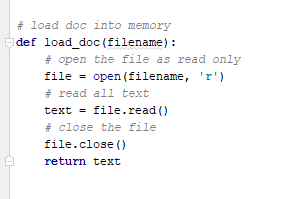 # load doc into memory
def load_doc(filename):
    # open the file as read only
    file = open(filename, 'r')
    # read all text
    text = file.read()
    # close the file
    file.close()
    return text